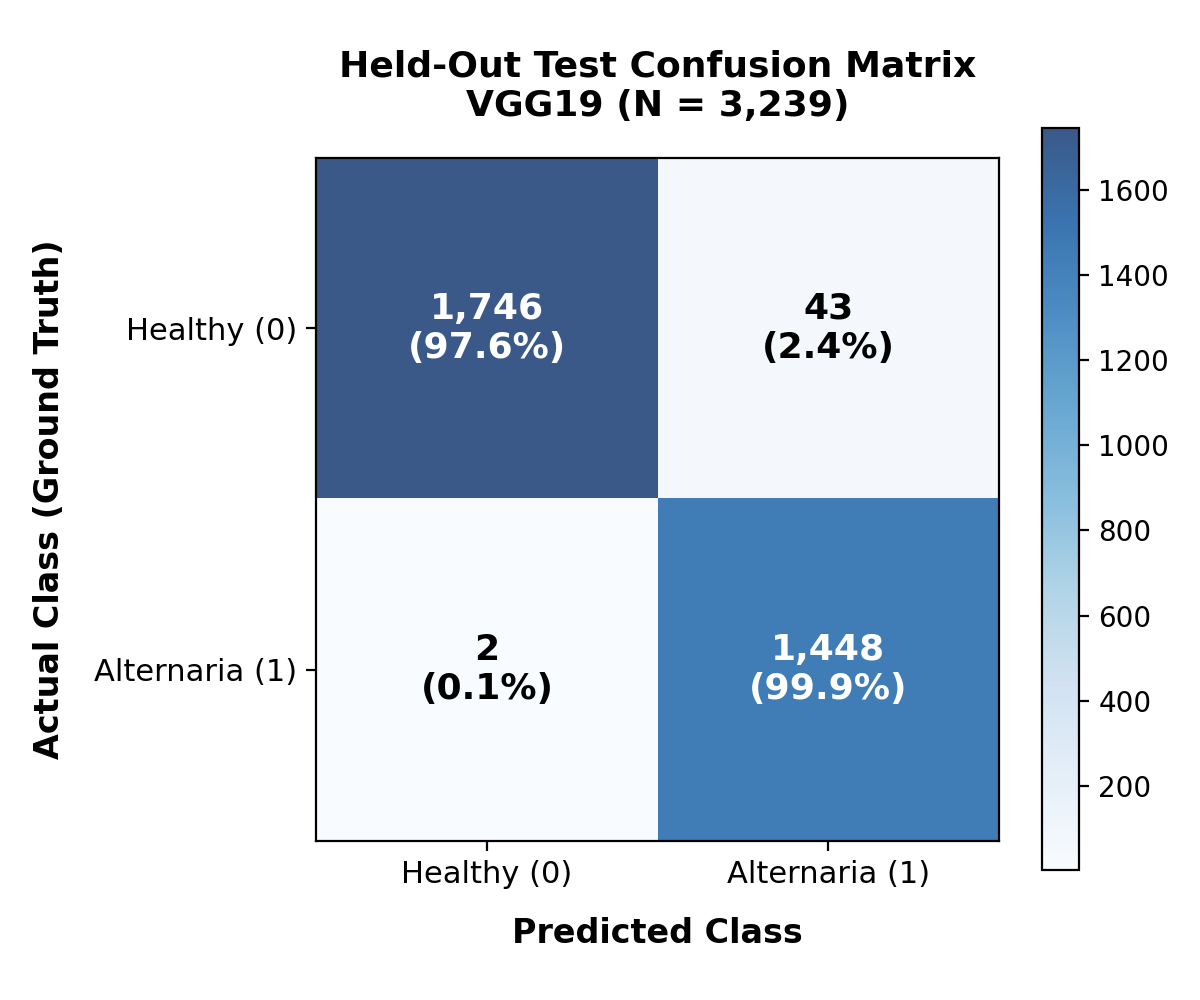 Held-Out Test Confusion Matrix
VGG19 (N = 3,239)
Actual Class (Ground Truth)
Healthy (0)
Alternaria (1)
1,746
(97.6%)
43
(2.4%)
2
(0.1%)
1,448
(99.9%)
Healthy (0)
Alternaria (1)
Predicted Class
1600
1400
1200
1000
800
600
400
200